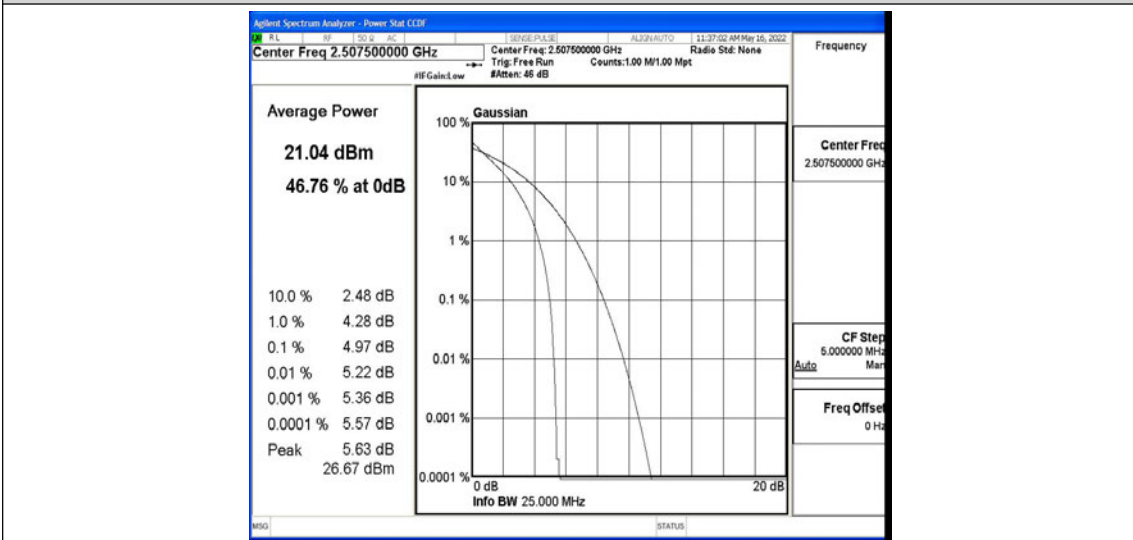 Agilent Spectrum Analyzer - Power Stat CCDF
RL RF 50 Ω AC SENSE:PULSE ALIGNAUTO 11:37:02 AM May 16, 2022
Center Freq 2.507500000 GHz
Center Freq: 2.507500000 GHz Radio Std: None
Trig: Free Run Counts:1.00 M/1.00 Mpt
#IFGain:Low #Atten: 46 dB
Frequency
Average Power
21.04 dBm
46.76 % at 0dB
10.0 % 2.48 dB
1.0 % 4.28 dB
0.1 % 4.97 dB
0.01 % 5.22 dB
0.001 % 5.36 dB
0.0001 % 5.57 dB
Peak 5.63 dB
26.67 dBm
Gaussian
100 %
10 %
1 %
0.1 %
0.01 %
0.001 %
0.0001 %
0 dB 20 dB
Info BW 25.000 MHz
Center Freq
2.507500000 GHz
CF Step
5.000000 MHz
Auto Man
Freq Offset
0 Hz
MSG STATUS